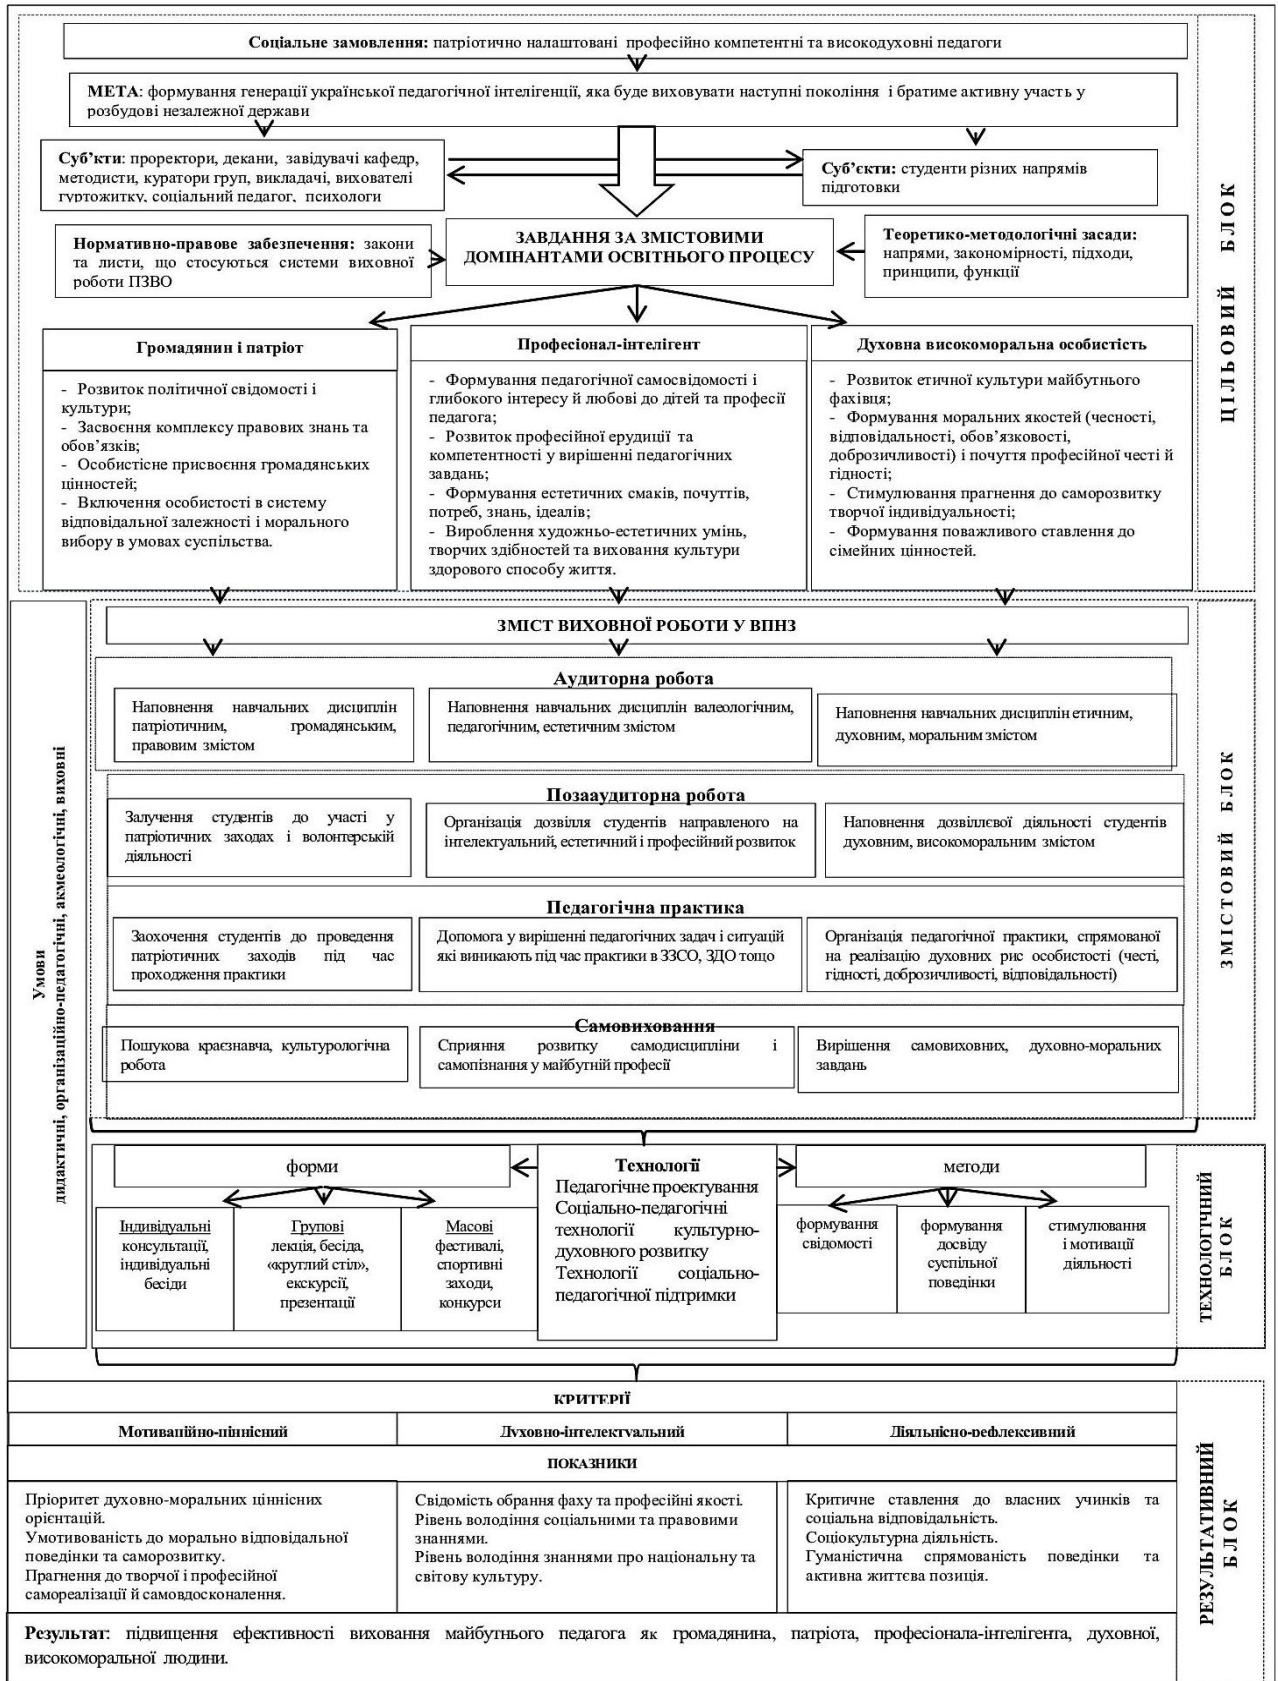 Соціальне замовлення: патріотично налаштовані професійно компетентні та високодуховні педагоги
МЕТА: формування генерації української педагогічної інтелігенції, яка буде виховувати наступні покоління і братиме активну участь у
розбудові незалежної держави
Суб’кти: проректори, декани, завідувачі кафедр,
методисти, куратори груп, викладачі, вихователі
гуртожитку, соціальний педагог, психологи
Суб’єкти: студенти різних напрямів
підготовки
Нормативно-правове забезпечення: закони
та листи, що стосуються системи виховної
роботи ПЗВО
ЗАВДАННЯ ЗА ЗМІСТОВИМИ
ДОМІНАНТАМИ ОСВІТНЬОГО ПРОЦЕСУ
Теоретико-методологічні засади:
напрями, закономірності, підходи,
принципи, функції
Громадянин і патріот
- Розвиток політичної свідомості і
культури;
- Засвоєння комплексу правових знань та
обов’язків;
- Особистісне присвоєння громадянських
цінностей;
- Включення особистості в систему
відповідальної залежності і морального
вибору в умовах суспільства.
Професіонал-інтелігент
- Формування педагогічної самосвідомості і
глибокого інтересу й любові до дітей та професії
педагога;
- Розвиток професійної ерудиції та
компетентності у вирішенні педагогічних
завдань;
- Формування естетичних смаків, почуттів,
потреб, знань, ідеалів;
- Вироблення художньо-естетичних умінь,
творчих здібностей та виховання культури
здорового способу життя.
Духовна високоморальна особистість
- Розвиток етичної культури майбутнього
фахівця;
- Формування моральних якостей (чесності,
відповідальності, обов’язковості,
доброзичливості) і почуття професійної честі й
гідності;
- Стимулювання прагнення до саморозвитку
творчої індивідуальності;
- Формування поважливого ставлення до
сімейних цінностей.
ЦІЛЬОВИЙ БЛОК
Умови
дидактичні, організаційно-педагогічні, акмеологічні, виховні
ЗМІСТ ВИХОВНОЇ РОБОТИ У ВПНЗ
Аудиторна робота
Наповнення навчальних дисциплін
патріотичним, громадянським,
правовим змістом
Наповнення навчальних дисциплін валеологічним,
педагогічним, естетичним змістом
Наповнення навчальних дисциплін етичним,
духовним, моральним змістом
Позааудиторна робота
Залучення студентів до участі у
патріотичних заходах і волонтерській
діяльності
Організація дозвілля студентів направленого на
інтелектуальний, естетичний і професійний розвиток
Наповнення дозвіллєвої діяльності студентів
духовним, високоморальним змістом
Педагогічна практика
Заохочення студентів до проведення
патріотичних заходів під час
проходження практики
Допомога у вирішенні педагогічних задач і ситуацій
які виникають під час практики в ЗЗСО, ЗДО тощо
Організація педагогічної практики, спрямованої
на реалізацію духовних рис особистості (честі,
гідності, доброзичливості, відповідальності)
Самовиховання
Пошукова краєзнавча, культурологічна
робота
Сприяння розвитку самодисципліни і
самопізнання у майбутній професії
Вирішення самовиховних, духовно-моральних
завдань
ЗМІСТОВИЙ БЛОК
форми
Індивідуальні
консультації,
індивідуальні
бесіди
Групові
лекція, бесіда,
«круглий стіл»,
екскурсії,
презентації
Масові
фестивалі,
спортивні
заходи,
конкурси
Технології
Педагогічне проектування
Соціально-педагогічні
технології культурно-
духовного розвитку
Технології соціально-
педагогічної підтримки
методи
формування
свідомості
формування
досвіду
суспільної
поведінки
стимулювання
і мотивації
діяльності
ТЕХНОЛОГІЧНИЙ
БЛОК
КРИТЕРІЇ
Мотиваційно-ціннісний
Духовно-інтелектуальний
Діяльнісно-рефлексивний
ПОКАЗНИКИ
Пріоритет духовно-моральних ціннісних
орієнтацій.
Умотивованість до морально відповідальної
поведінки та саморозвитку.
Прагнення до творчої і професійної
самореалізації й самовдосконалення.
Свідомість обрання фаху та професійні якості.
Рівень володіння соціальними та правовими
знаннями.
Рівень володіння знаннями про національну та
світову культуру.
Критичне ставлення до власних учинків та
соціальна відповідальність.
Соціокультурна діяльність.
Гуманістична спрямованість поведінки та
активна життєва позиція.
РЕЗУЛЬТАТИВНИЙ
БЛОК
Результат: підвищення ефективності виховання майбутнього педагога як громадянина, патріота, професіонала-інтелігента, духовної,
високоморальної людини.